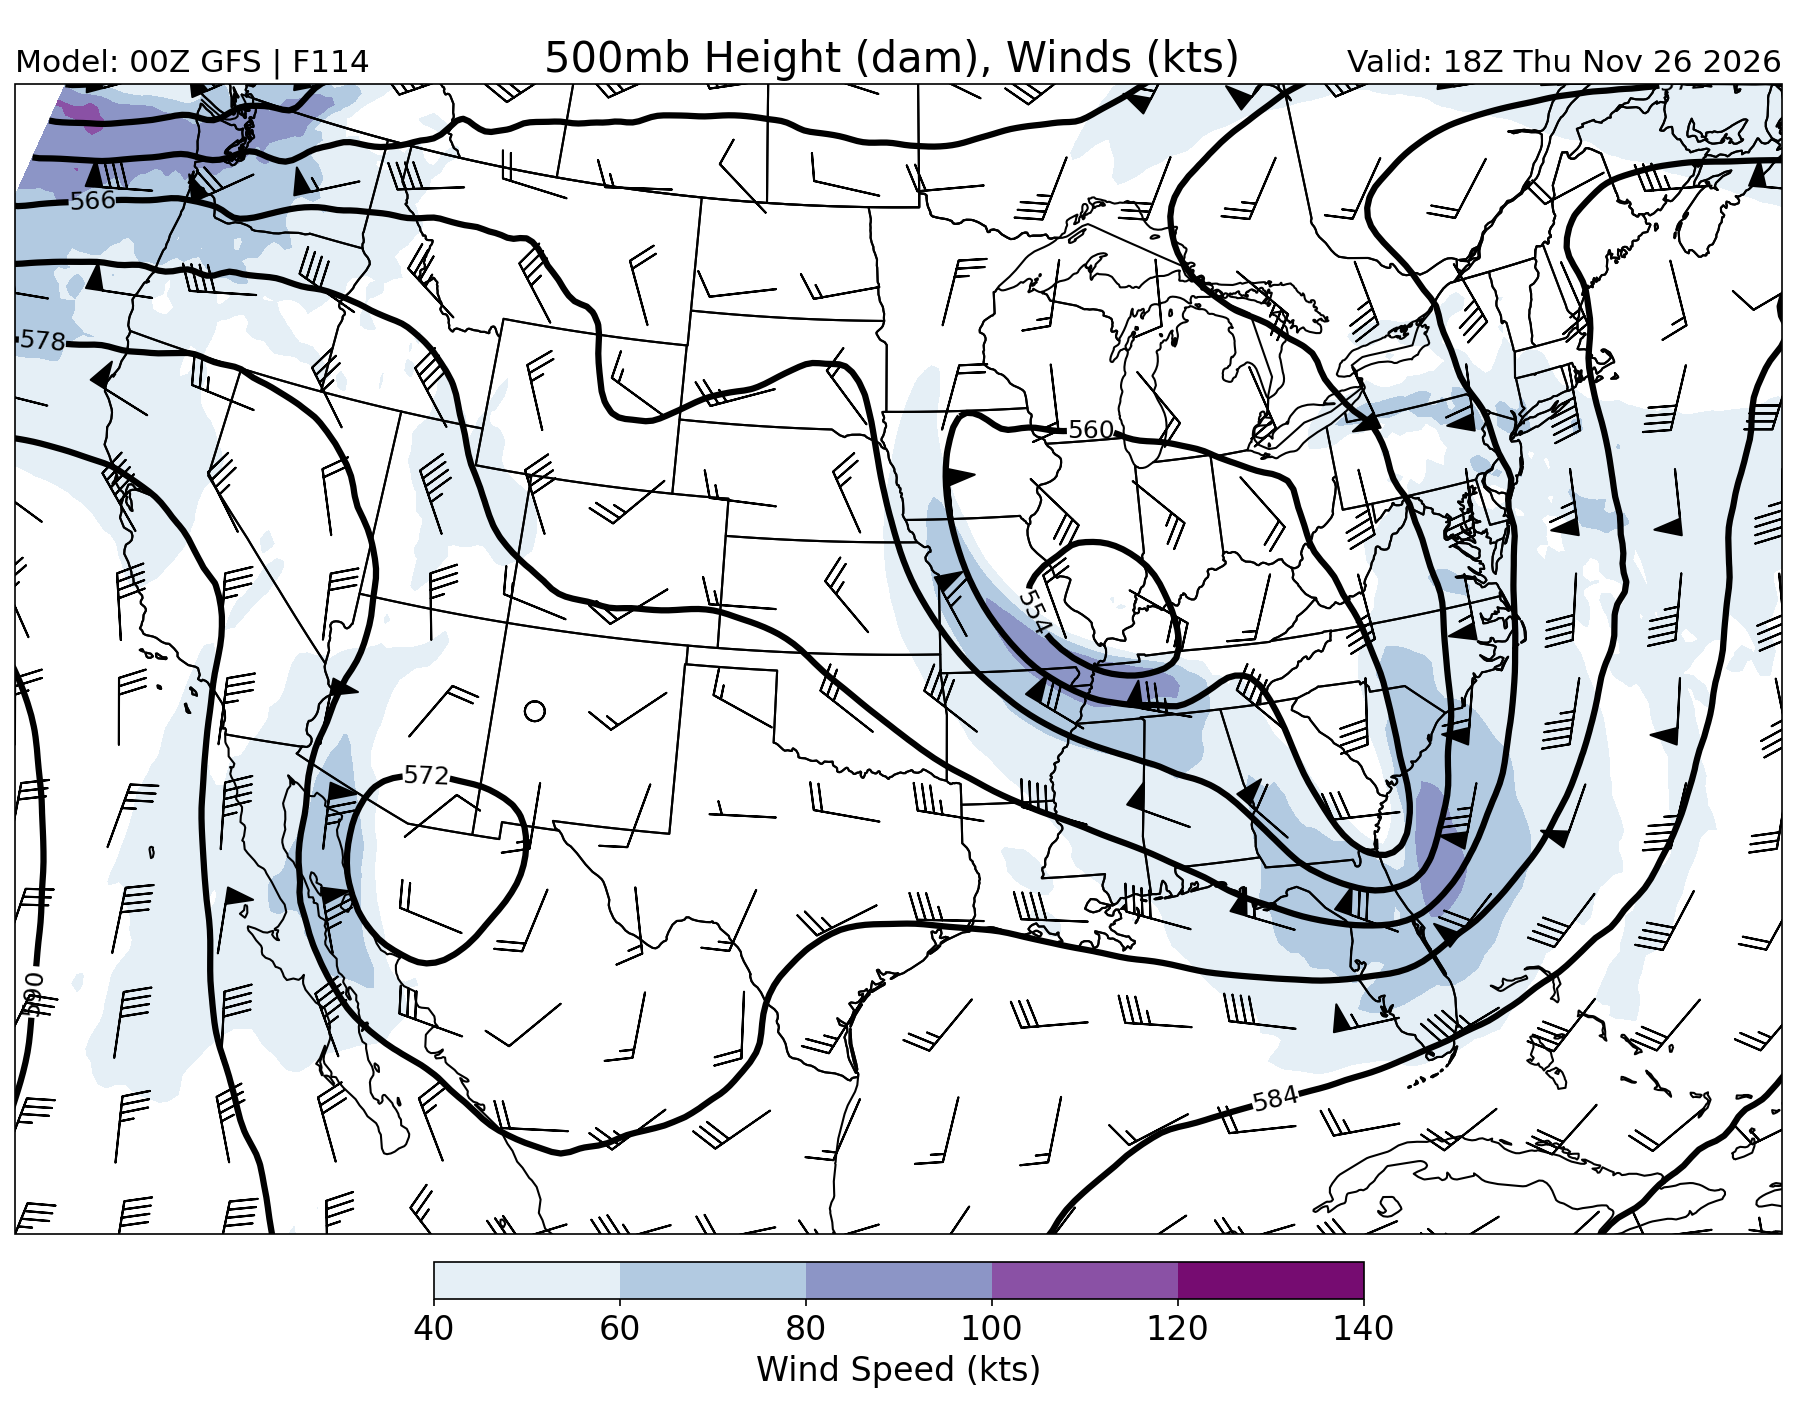 Model: 00Z GFS | F114
500mb Height (dam), Winds (kts)
Valid: 18Z Thu Nov 26 2026
566
578
560
554
572
590
584
40 60 80 100 120 140
Wind Speed (kts)